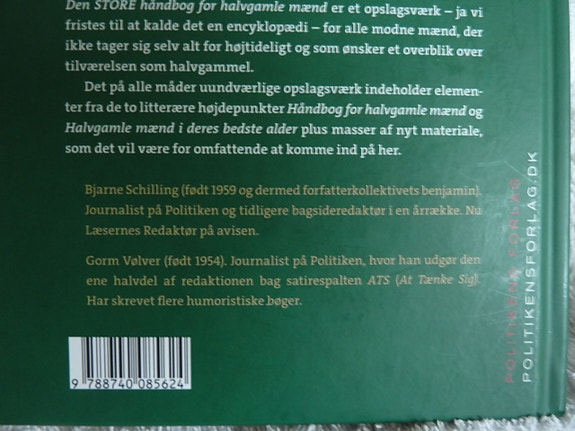 Den STORE håndbog for halvgamle mænd er et opslagsværk – ja vi
fristes til at kalde det en encyklopædi – for alle modne mænd, der
ikke tager sig selv alt for højtideligt og som ønsker et overblik over
tilværelsen som halvgammel.
Det på alle måder uundværlige opslagsværk indeholder elemen-
ter fra de to litterære højdepunkter Håndbog for halvgamle mænd og
Halvgamle mænd i deres bedste alder plus masser af nyt materiale,
som det vil være for omfattende at komme ind på her.
Bjarne Schilling (født 1959 og dermed forfatterkollektivets benjamin).
Journalist på Politiken og tidligere bagsideredaktør i en årrække. Nu
Læsernes Redaktør på avisen.
Gorm Vølver (født 1954). Journalist på Politiken, hvor han udgør den
ene halvdel af redaktionen bag satirespalten ATS (At Tænke Sig).
Har skrevet flere humoristiske bøger.
9 788740 085624
POLITIKENS FORLAG
POLITIKENSFORLAG.DK